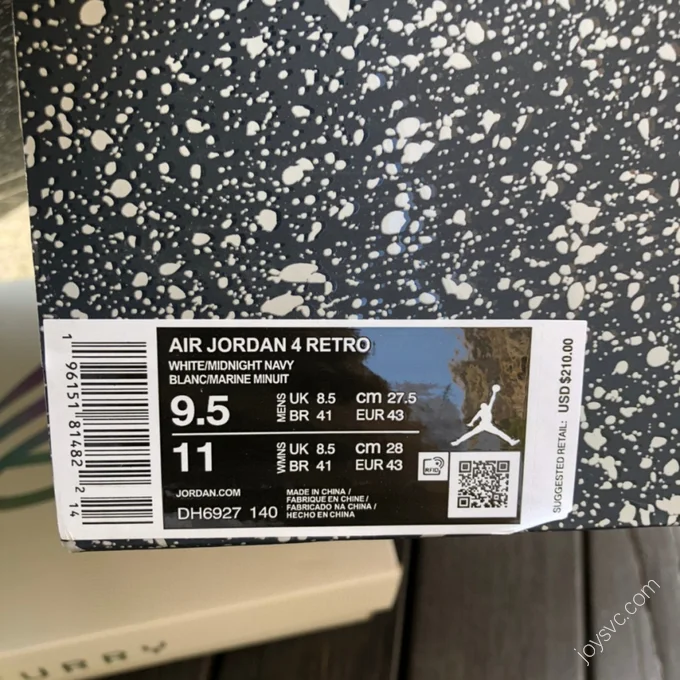 AIR JORDAN 4 RETRO
WHITE/MIDNIGHT NAVY
BLANC/MARINE MINUIT
9.5 MENS UK 8.5 cm 27.5
BR 41 EUR 43
11 WMNS UK 8.5 cm 28
BR 41 EUR 43
JORDAN.COM
DH6927 140
MADE IN CHINA /
FABRIQUE EN CHINE /
FABRICADO NA CHINA /
HECHO EN CHINA
RFID
1 96151 81482 2 14
SUGGESTED RETAIL: USD $210.00
URRY
joysvc.com